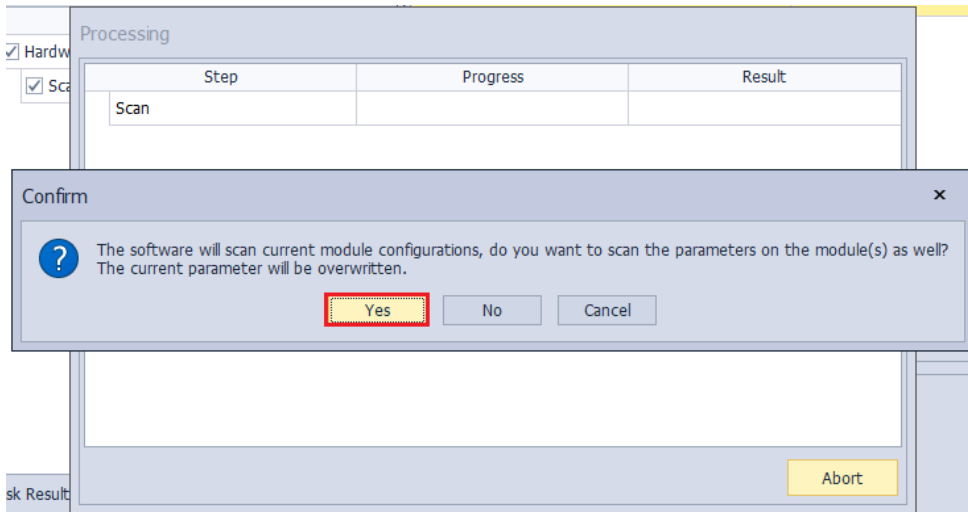 Processing
Hardw
Sca
Step Progress Result
Scan
Confirm
x
The software will scan current module configurations, do you want to scan the parameters on the module(s) as well?
The current parameter will be overwritten.
Yes No Cancel
Abort
sk Result